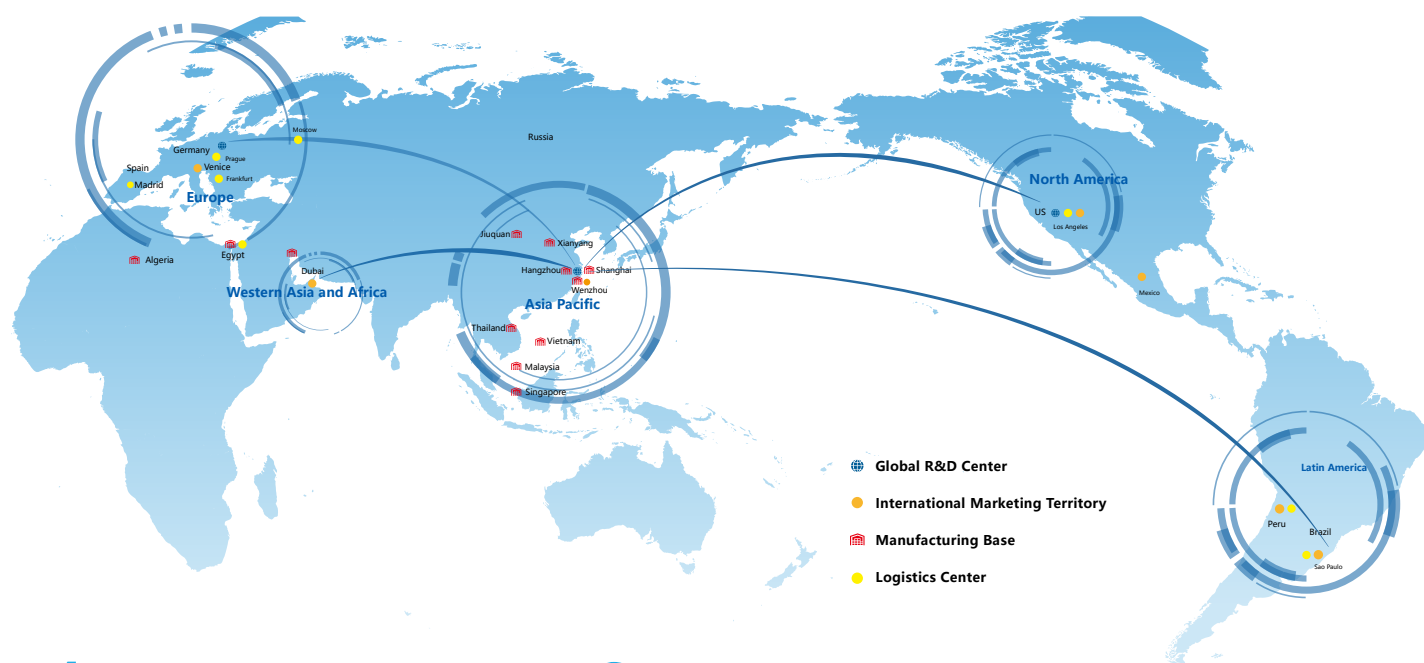 Moscow
Russia
Germany
Prague
Spain
Venice
Madrid
Frankfurt
Europe
North America
US
Los Angeles
Mexico
Algeria
Egypt
Dubai
Western Asia and Africa
Jiuquan
Xianyang
Hangzhou
Shanghai
Wenzhou
Asia Pacific
Thailand
Vietnam
Malaysia
Singapore
Global R&D Center
International Marketing Territory
Manufacturing Base
Logistics Center
Latin America
Peru
Brazil
Sao Paulo